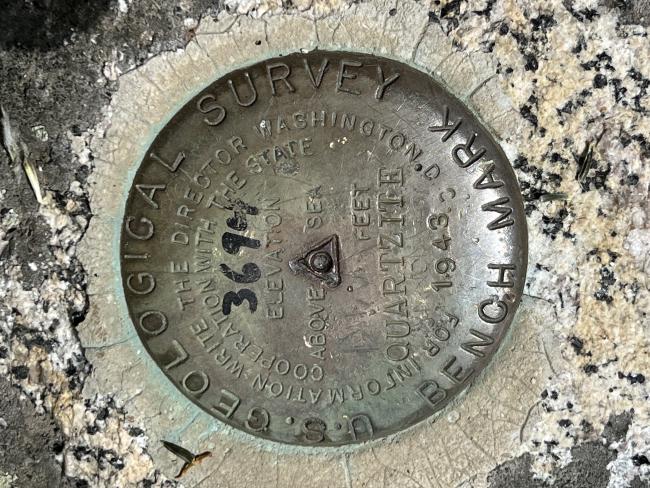 U.S. GEOLOGICAL SURVEY
BENCH MARK
FOR INFORMATION WRITE THE DIRECTOR WASHINGTON, D.C
COOPERATION WITH THE STATE
ELEVATION
ABOVE SEA
FEET
QUARTZITE
1943